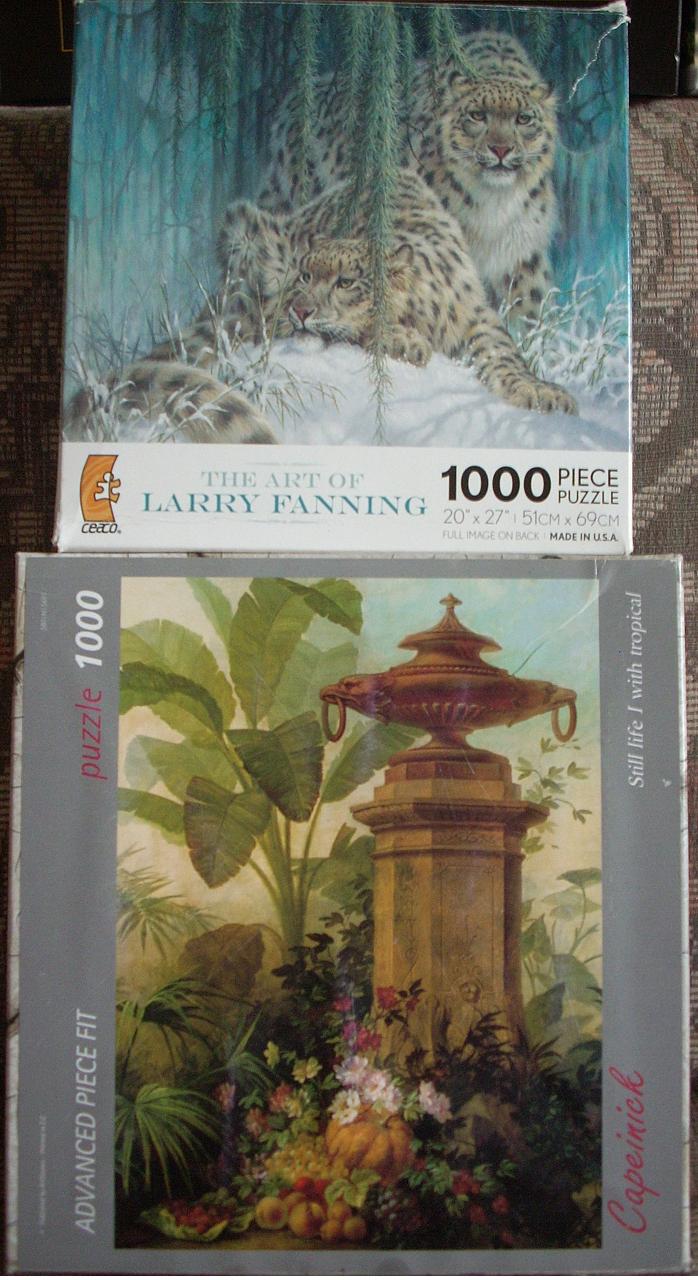 THE ART OF
LARRY FANNING
1000 PIECE
PUZZLE
20" x 27" | 51CM x 69CM
FULL IMAGE ON BACK | MADE IN U.S.A.
ceaco®
puzzle 1000
ADVANCED PIECE FIT
Still life I with tropical
Capeinick